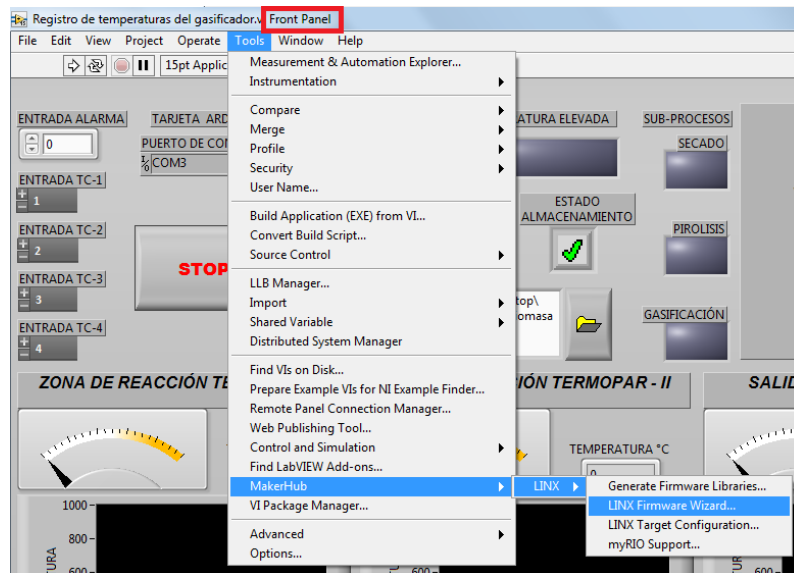 Registro de temperaturas del gasificador.v Front Panel
File Edit View Project Operate Tools Window Help
15pt Applic
Measurement & Automation Explorer...
Instrumentation
Compare
Merge
Profile
Security
User Name...
Build Application (EXE) from VI...
Convert Build Script...
Source Control
LLB Manager...
Import
Shared Variable
Distributed System Manager
Find VIs on Disk...
Prepare Example VIs for NI Example Finder...
Remote Panel Connection Manager...
Web Publishing Tool...
Control and Simulation
Find LabVIEW Add-ons...
MakerHub
VI Package Manager...
Advanced
Options...
LINX
Generate Firmware Libraries...
LINX Firmware Wizard...
LINX Target Configuration...
myRIO Support...
ENTRADA ALARMA
0
TARJETA ARD
PUERTO DE CO
COM3
ENTRADA TC-1
1
ENTRADA TC-2
2
ENTRADA TC-3
3
ENTRADA TC-4
4
STOP
ATURA ELEVADA
SUB-PROCESOS
SECADO
ESTADO
ALMACENAMIENTO
PIROLISIS
top\
omasa
GASIFICACIÓN
ZONA DE REACCIÓN TE
IÓN TERMOPAR - II
SALID
TEMPERATURA °C
0
1000
800
600
600